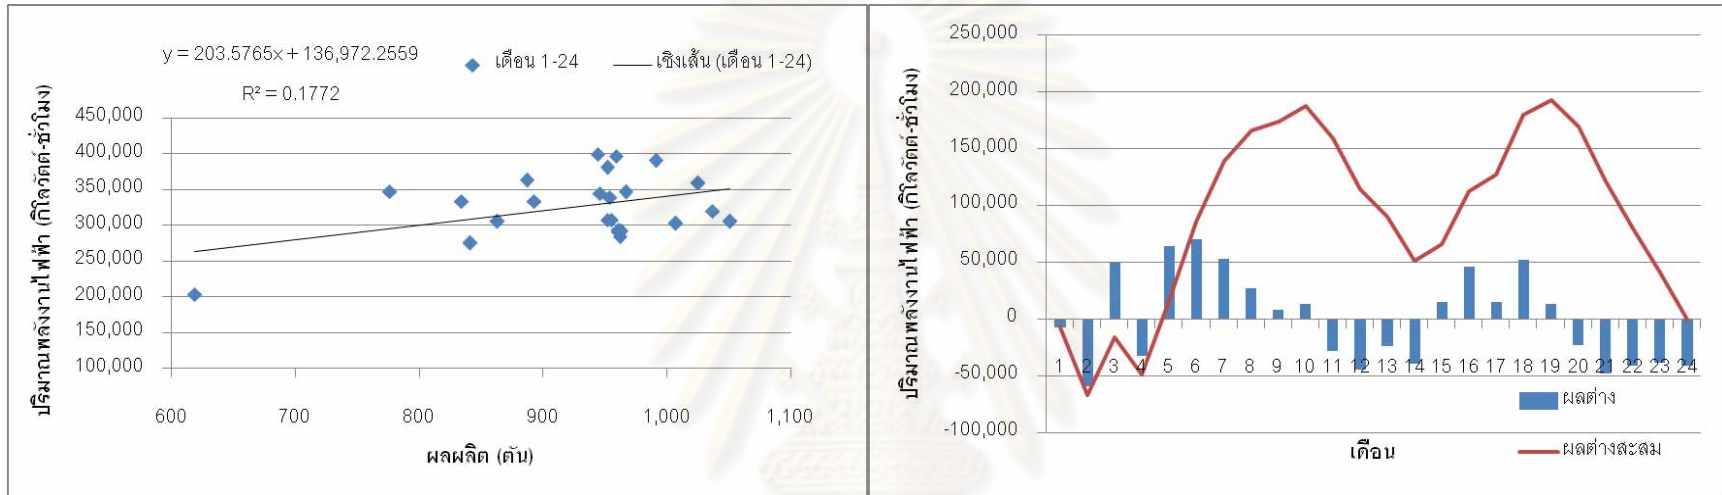 y = 203.5765x + 136,972.2559
R² = 0.1772
เดือน 1-24
เชิงเส้น (เดือน 1-24)
ปริมาณพลังงานไฟฟ้า (กิโลวัตต์-ชั่วโมง)
450,000
400,000
350,000
300,000
250,000
200,000
150,000
100,000
600 700 800 900 1,000 1,100
ผลผลิต (ตัน)
ปริมาณพลังงานไฟฟ้า (กิโลวัตต์-ชั่วโมง)
250,000
200,000
150,000
100,000
50,000
0
-50,000
-100,000
1 2 3 4 5 6 7 8 9 10 11 12 13 14 15 16 17 18 19 20 21 22 23 24
ผลต่าง
ผลต่างสะสม
เดือน